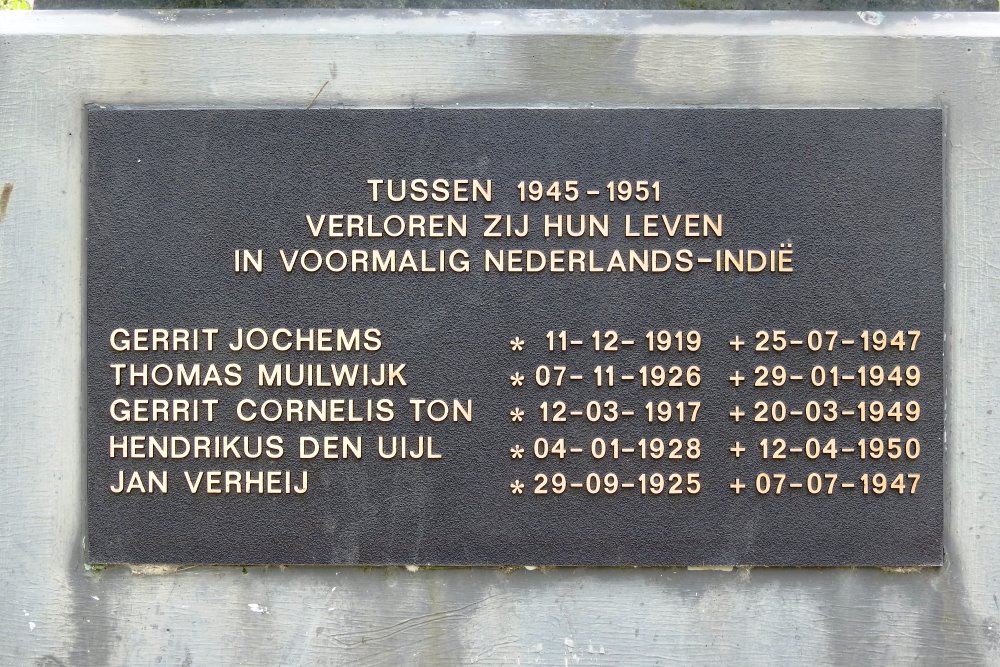 TUSSEN 1945-1951
VERLOREN ZIJ HUN LEVEN
IN VOORMALIG NEDERLANDS-INDIË
GERRIT JOCHEMS * 11-12-1919 + 25-07-1947
THOMAS MUILWIJK * 07-11-1926 + 29-01-1949
GERRIT CORNELIS TON * 12-03-1917 + 20-03-1949
HENDRIKUS DEN UIJL * 04-01-1928 + 12-04-1950
JAN VERHEIJ * 29-09-1925 + 07-07-1947